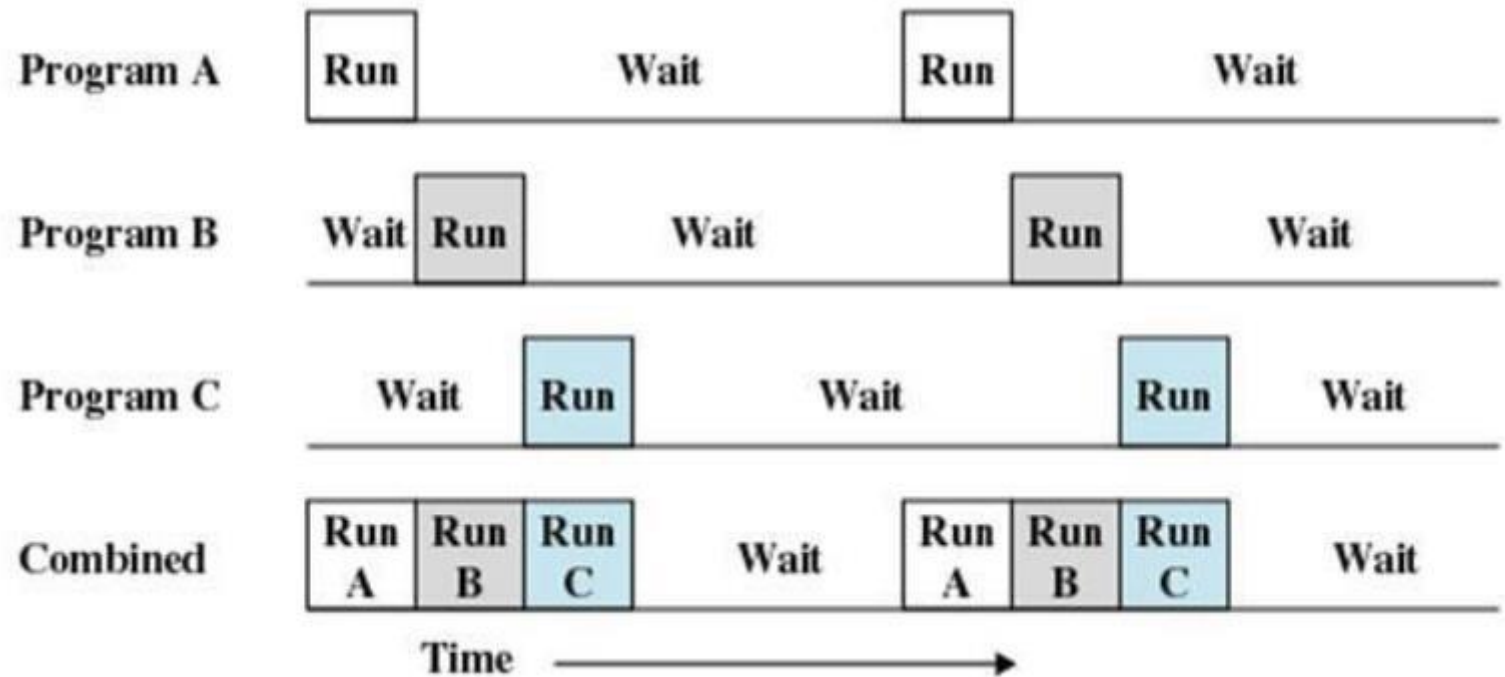 Program A Run Wait Run Wait
Program B Wait Run Wait Run Wait
Program C Wait Run Wait Run Wait
Combined Run A Run B Run C Wait Run A Run B Run C Wait
Time